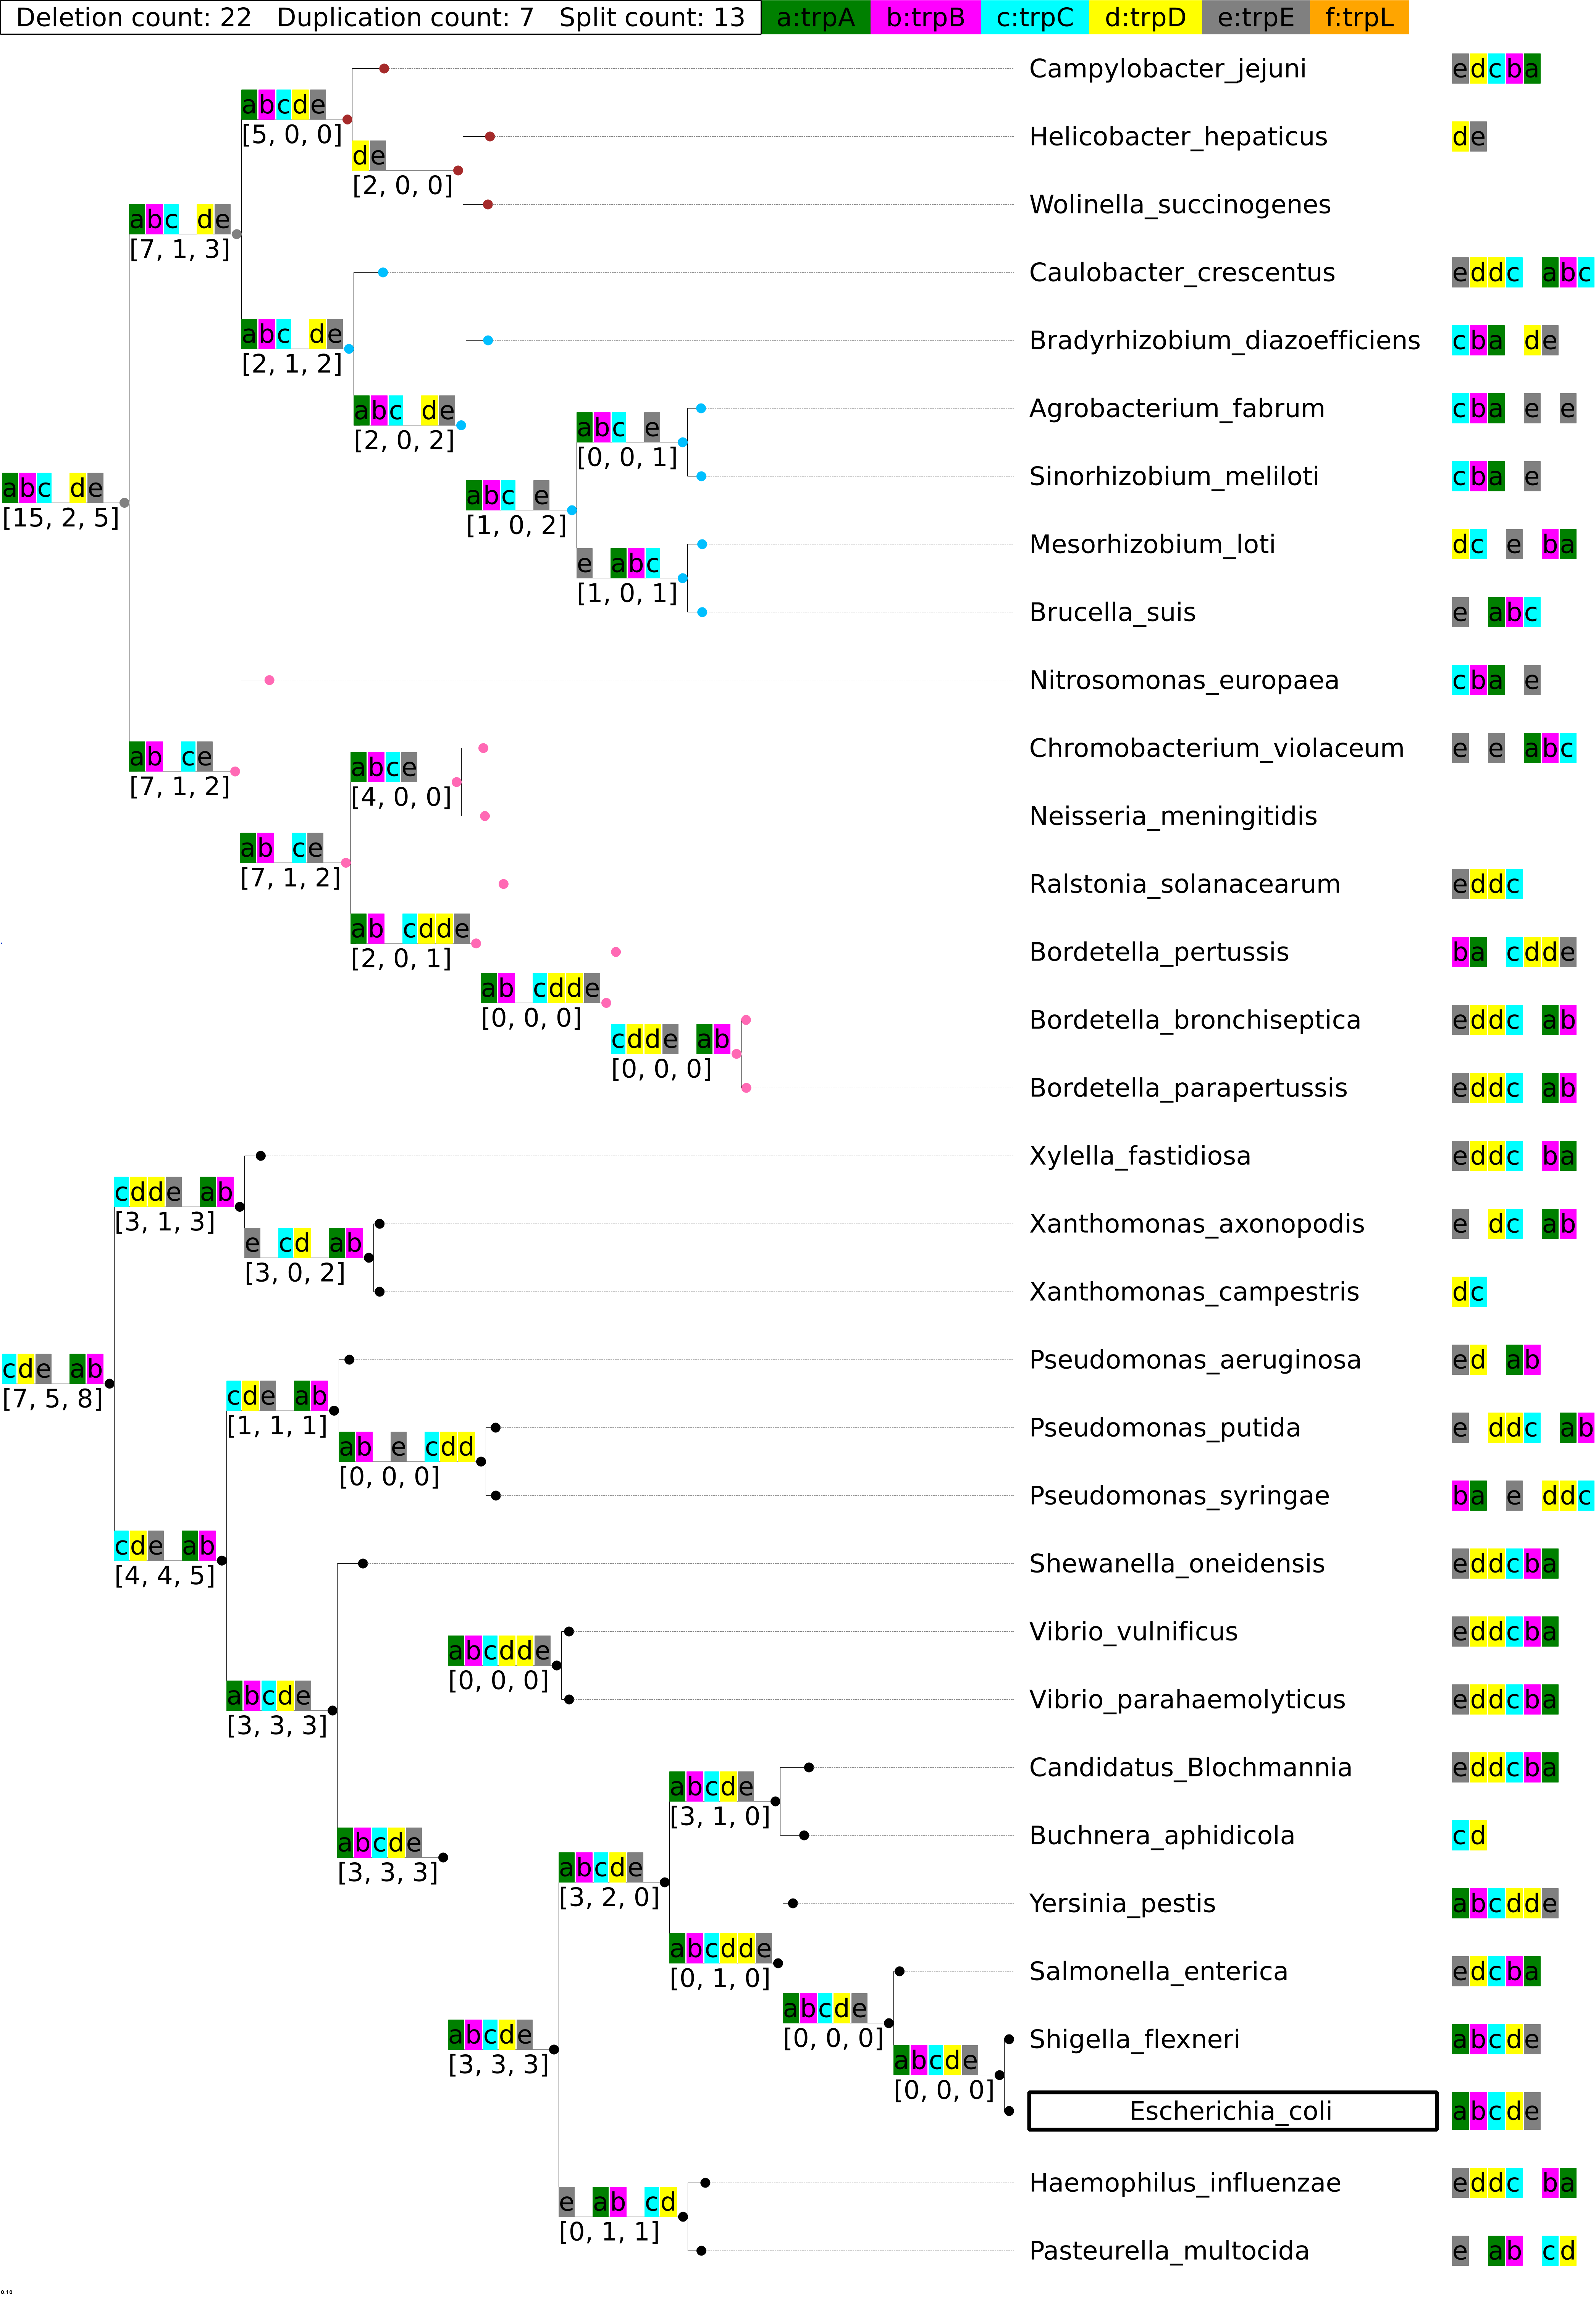 Deletion count: 22 Duplication count: 7 Split count: 13 a:trpA b:trpB c:trpC d:trpD e:trpE f:trpL
Campylobacter_jejuni edcba
abcde
[5, 0, 0]
Helicobacter_hepaticus de
de
[2, 0, 0]
Wolinella_succinogenes
abc de
[7, 1, 3]
Caulobacter_crescentus eddc abc
abc de
[2, 1, 2]
Bradyrhizobium_diazoefficiens cba de
abc de
[2, 0, 2]
Agrobacterium_fabrum cba e e
abc e
[0, 0, 1]
Sinorhizobium_meliloti cba e
abc de
[15, 2, 5]
abc e
[1, 0, 2]
Mesorhizobium_loti dc e ba
e abc
[1, 0, 1]
Brucella_suis e abc
Nitrosomonas_europaea cba e
ab ce
[7, 1, 2]
Chromobacterium_violaceum e e abc
abce
[4, 0, 0]
Neisseria_meningitidis
ab ce
[7, 1, 2]
Ralstonia_solanacearum eddc
ab cdde
[2, 0, 1]
Bordetella_pertussis ba cdde
ab cdde
[0, 0, 0]
Bordetella_bronchiseptica eddc ab
cdde ab
[0, 0, 0]
Bordetella_parapertussis eddc ab
Xylella_fastidiosa eddc ba
cdde ab
[3, 1, 3]
Xanthomonas_axonopodis e dc ab
e cd ab
[3, 0, 2]
Xanthomonas_campestris dc
cde ab
[7, 5, 8]
Pseudomonas_aeruginosa ed ab
cde ab
[1, 1, 1]
Pseudomonas_putida e ddc ab
ab e cdd
[0, 0, 0]
Pseudomonas_syringae ba e ddc
cde ab
[4, 4, 5]
Shewanella_oneidensis eddcba
Vibrio_vulnificus eddcba
abcdde
[0, 0, 0]
Vibrio_parahaemolyticus eddcba
abcde
[3, 3, 3]
Candidatus_Blochmannia eddcba
abcde
[3, 1, 0]
Buchnera_aphidicola cd
abcde
[3, 3, 3]
abcde
[3, 2, 0]
Yersinia_pestis abcdde
abcdde
[0, 1, 0]
Salmonella_enterica edcba
abcde
[0, 0, 0]
Shigella_flexneri abcde
abcde
[3, 3, 3]
abcde
[0, 0, 0]
Escherichia_coli abcde
Haemophilus_influenzae eddc ba
e ab cd
[0, 1, 1]
Pasteurella_multocida e ab cd
0.10